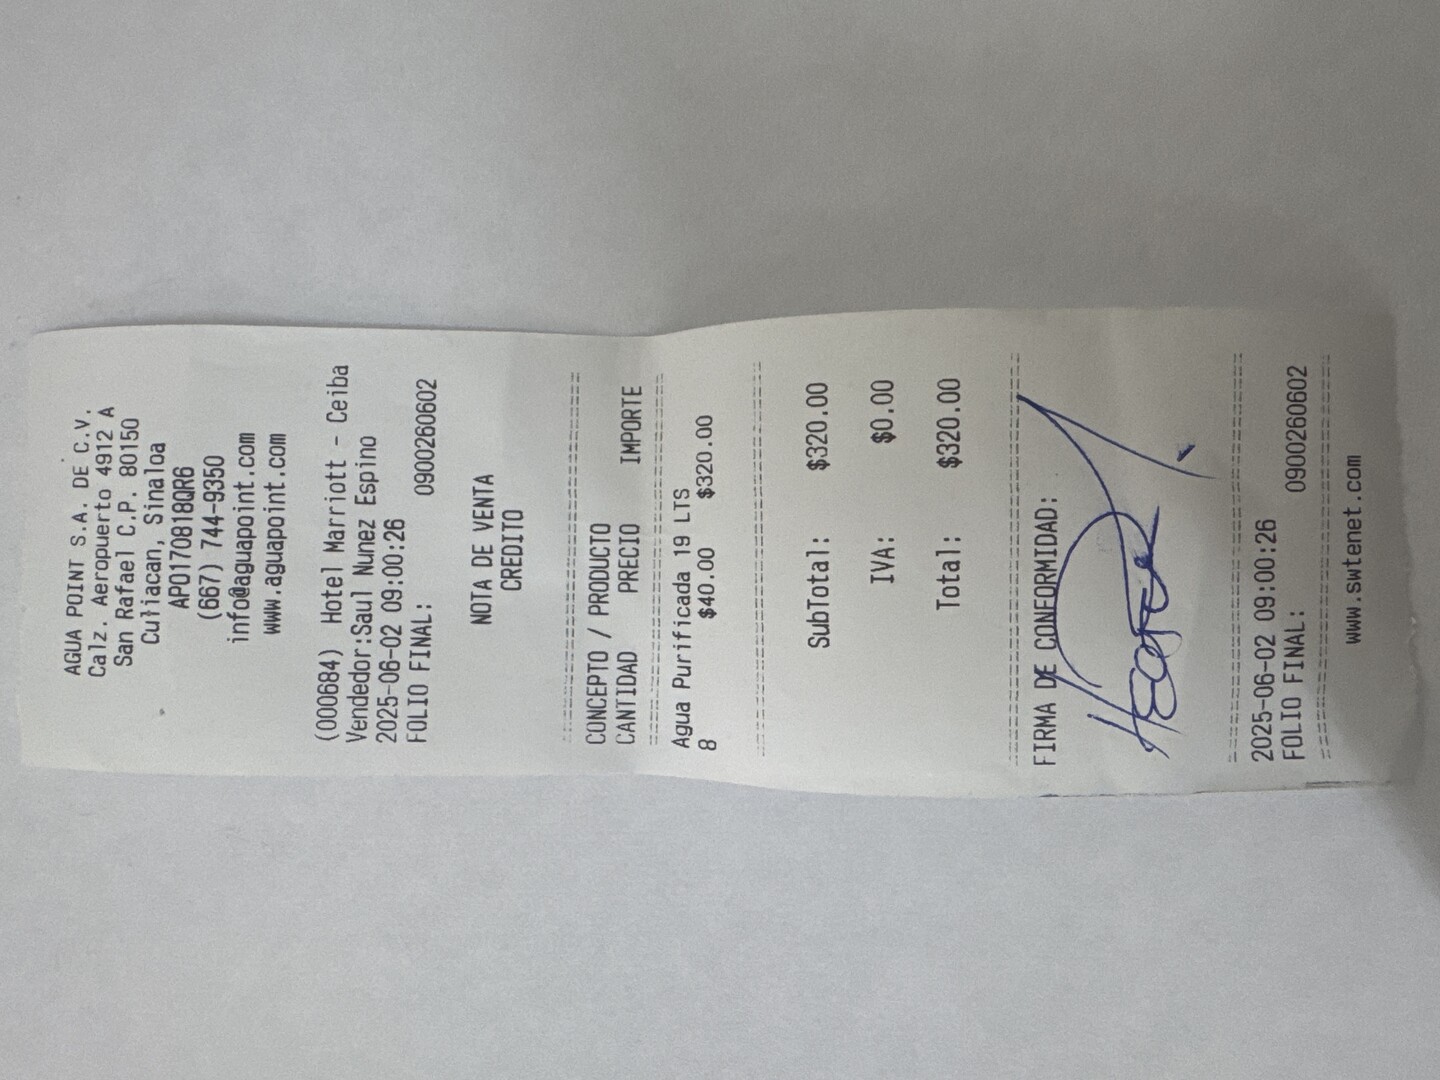 AGUA POINT S.A. DE C.V.
Calz. Aeropuerto 4912 A
San Rafael C.P. 80150
Culiacan, Sinaloa
APO170818QR6
(667) 744-9350
info@aguapoint.com
www.aguapoint.com
(000684) Hotel Marriott - Ceiba
Vendedor:Saul Nunez Espino
2025-06-02 09:00:26
FOLIO FINAL: 0900260602
NOTA DE VENTA
CREDITO
CONCEPTO / PRODUCTO
CANTIDAD PRECIO IMPORTE
Agua Purificada 19 LTS
8 $40.00 $320.00
SubTotal: $320.00
IVA: $0.00
Total: $320.00
FIRMA DE CONFORMIDAD:
2025-06-02 09:00:26
FOLIO FINAL: 0900260602
www.swtenet.com